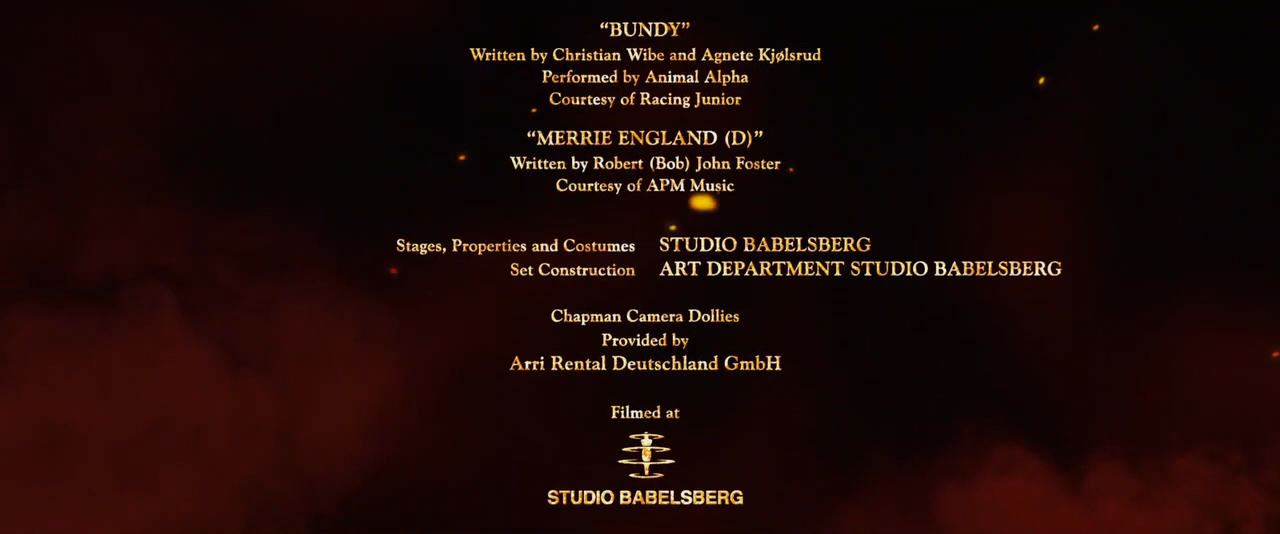 “BUNDY”
Written by Christian Wibe and Agnete Kjølsrud
Performed by Animal Alpha
Courtesy of Racing Junior
“MERRIE ENGLAND (D)”
Written by Robert (Bob) John Foster
Courtesy of APM Music
Stages, Properties and Costumes STUDIO BABELSBERG
Set Construction ART DEPARTMENT STUDIO BABELSBERG
Chapman Camera Dollies
Provided by
Arri Rental Deutschland GmbH
Filmed at
STUDIO BABELSBERG